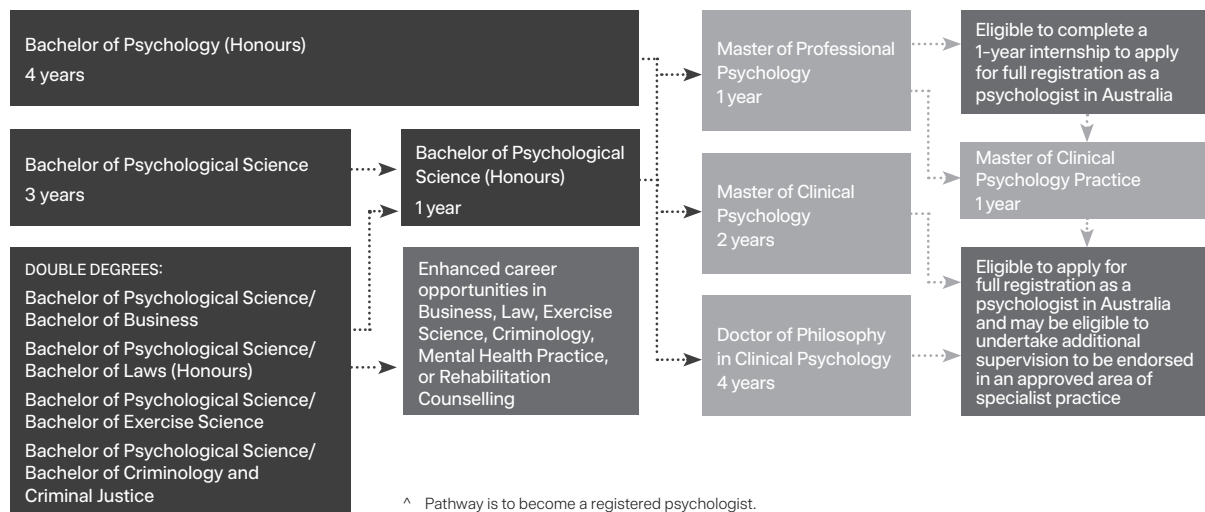 Bachelor of Psychology (Honours)
4 years
Bachelor of Psychological Science
3 years
DOUBLE DEGREES:
Bachelor of Psychological Science/
Bachelor of Business
Bachelor of Psychological Science/
Bachelor of Laws (Honours)
Bachelor of Psychological Science/
Bachelor of Exercise Science
Bachelor of Psychological Science/
Bachelor of Criminology and
Criminal Justice
Bachelor of Psychological
Science (Honours)
1 year
Enhanced career
opportunities in
Business, Law, Exercise
Science, Criminology,
Mental Health Practice,
or Rehabilitation
Counselling
Master of Professional
Psychology
1 year
Master of Clinical
Psychology
2 years
Doctor of Philosophy
in Clinical Psychology
4 years
Eligible to complete a
1-year internship to apply
for full registration as a
psychologist in Australia
Master of Clinical
Psychology Practice
1 year
Eligible to apply for
full registration as a
psychologist in Australia
and may be eligible to
undertake additional
supervision to be endorsed
in an approved area of
specialist practice
^ Pathway is to become a registered psychologist.